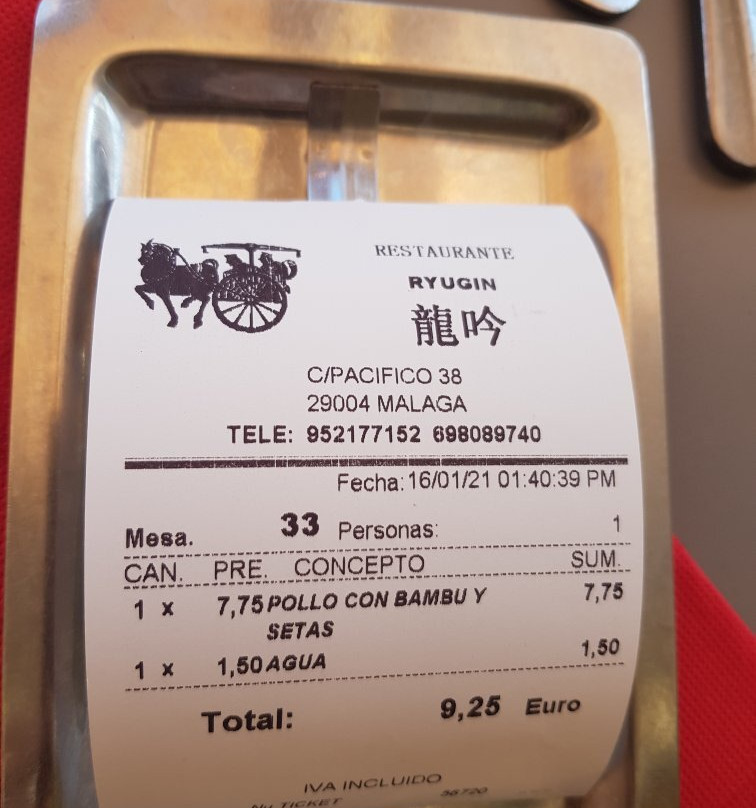 RESTAURANTE
RYUGIN
龍吟
C/PACIFICO 38
29004 MALAGA
TELE: 952177152 698089740
Fecha: 16/01/21 01:40:39 PM
Mesa. 33 Personas: 1
CAN. PRE. CONCEPTO SUM.
1 x 7,75 POLLO CON BAMBU Y 7,75
SETAS
1 x 1,50 AGUA 1,50
Total: 9,25 Euro
IVA INCLUIDO
TICKET